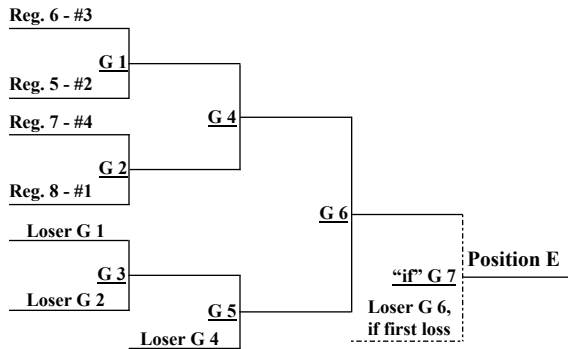 Reg. 6 - #3
G 1
Reg. 5 - #2
G 4
Reg. 7 - #4
G 2
Reg. 8 - #1
G 6
Loser G 1
Position E
G 3
"if" G 7
Loser G 2
G 5
Loser G 6,
if first loss
Loser G 4